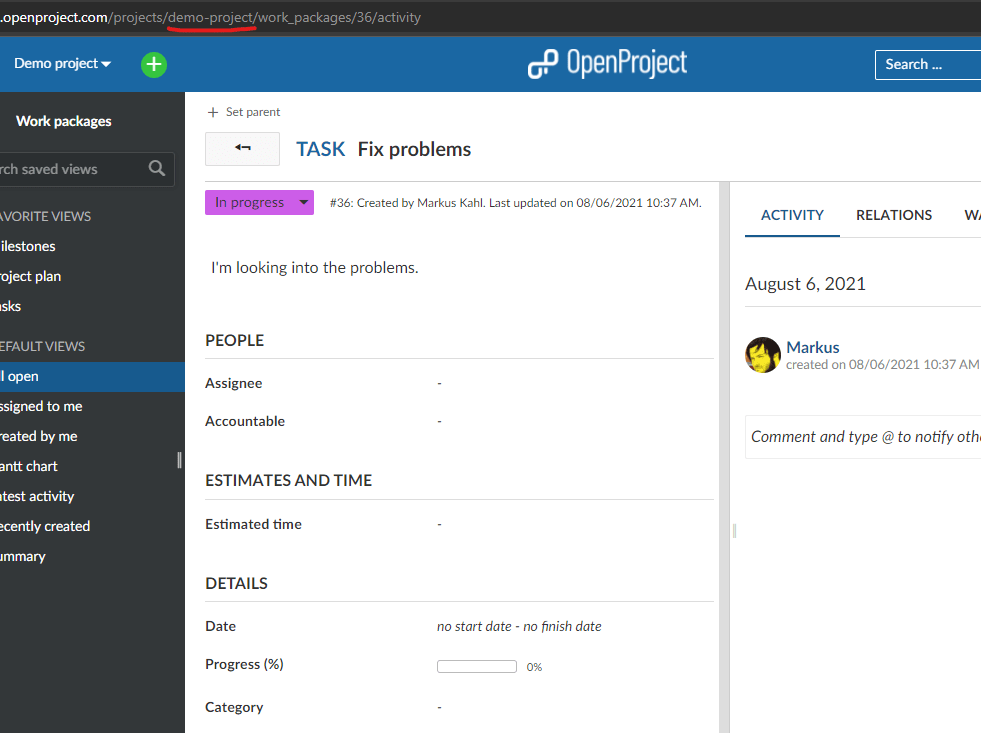 .openproject.com/projects/demo-project/work_packages/36/activity
Demo project
OpenProject
Search ...
Work packages
rch saved views
AVORITE VIEWS
ilestones
roject plan
asks
EFAULT VIEWS
ll open
ssigned to me
reated by me
antt chart
atest activity
ecently created
ummary
+ Set parent
TASK Fix problems
In progress
#36: Created by Markus Kahl. Last updated on 08/06/2021 10:37 AM.
I'm looking into the problems.
PEOPLE
Assignee -
Accountable -
ESTIMATES AND TIME
Estimated time -
DETAILS
Date no start date - no finish date
Progress (%) 0%
Category -
ACTIVITY RELATIONS WA
August 6, 2021
Markus
created on 08/06/2021 10:37 AM
Comment and type @ to notify othe